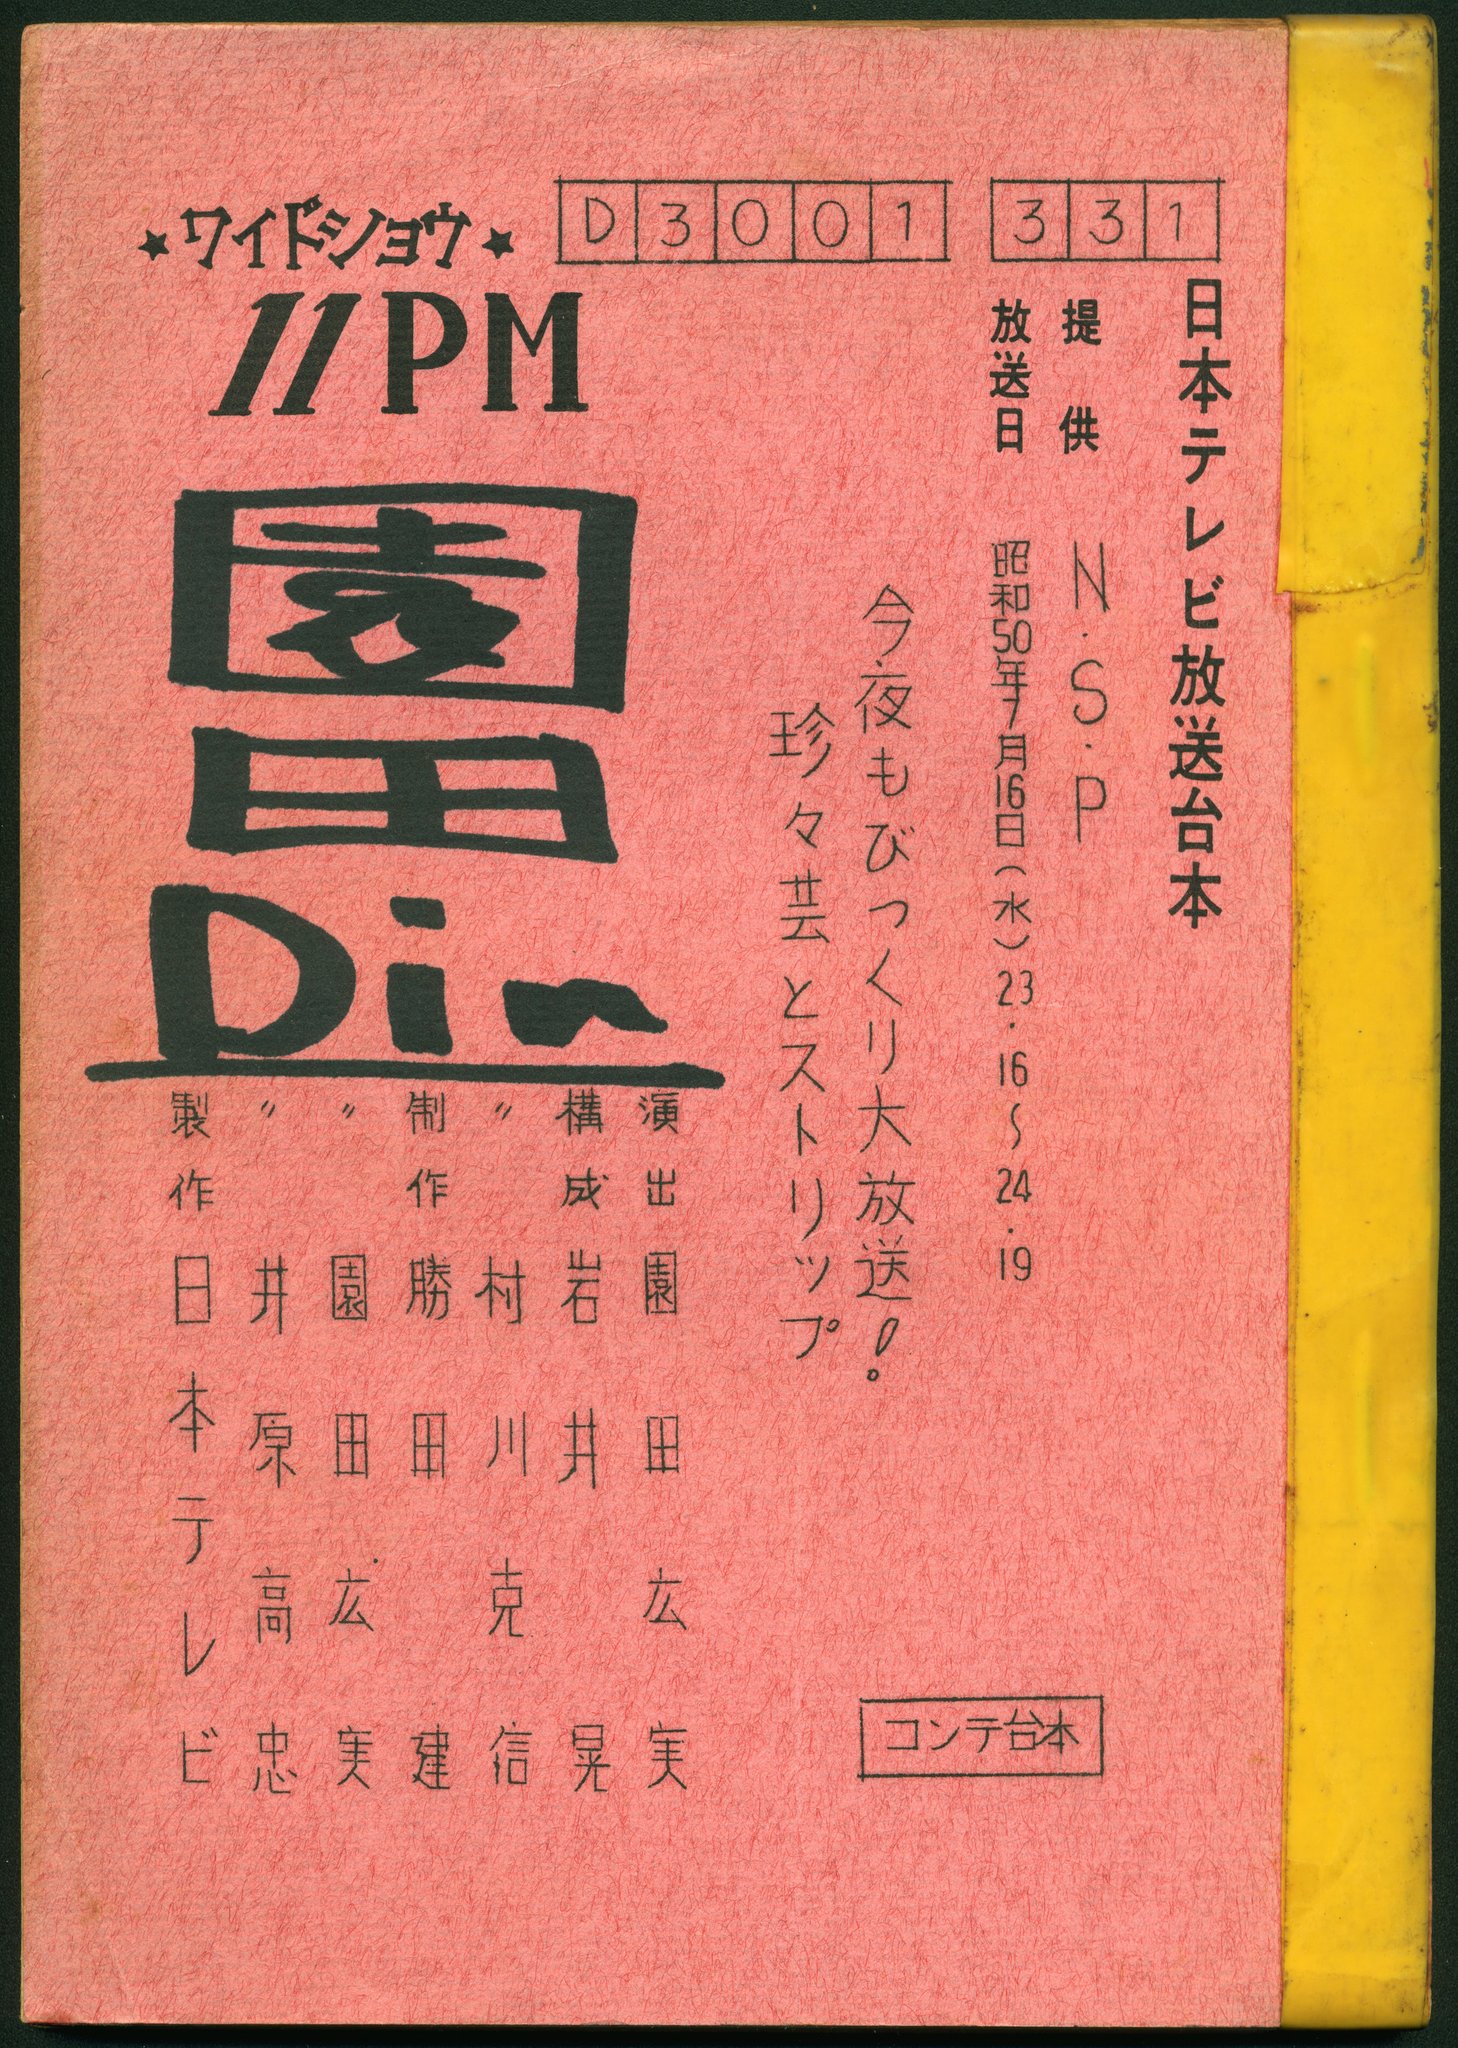 D3001 331
日本テレビ放送台本
提供 N・S・P
放送日 昭和50年7月16日(水)23・16〜24・19
今夜もびっくり大放送!
珍々芸とストリップ
コンテ台本
★ワイドショウ★
11PM
園田
Dir
演出 園田広実
構成 岩井晃
〃 村川克信
制作 勝田建
〃 園田広実
〃 井原高忠
製作 日本テレビ